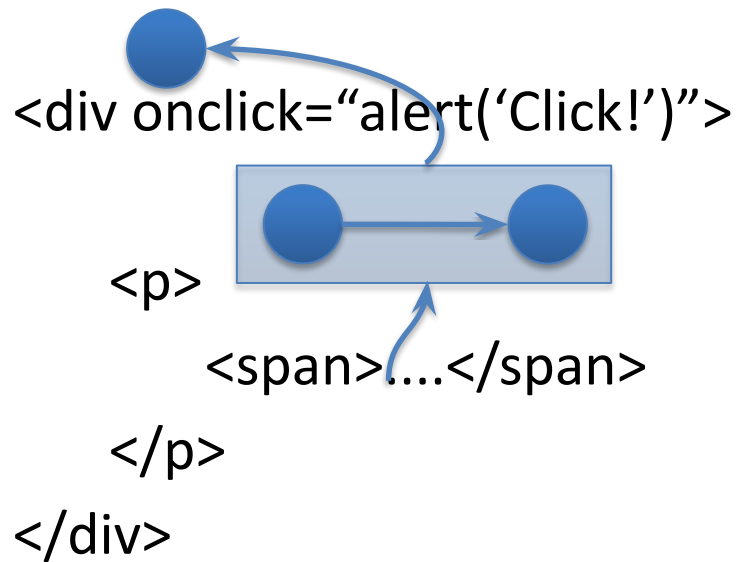 <div onclick=“alert(‘Click!’)”>
<p>
<span>....</span>
</p>
</div>